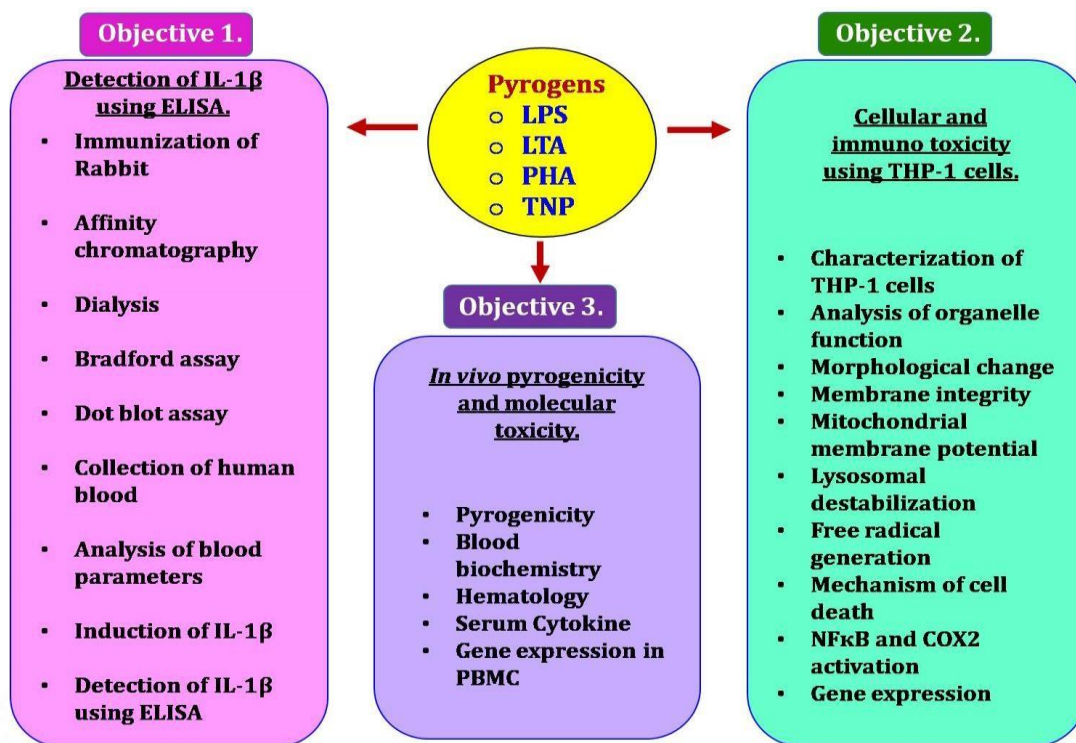 Objective 1.
Detection of IL-1β
using ELISA.
▪ Immunization of
Rabbit
▪ Affinity
chromatography
▪ Dialysis
▪ Bradford assay
▪ Dot blot assay
▪ Collection of human
blood
▪ Analysis of blood
parameters
▪ Induction of IL-1β
▪ Detection of IL-1β
using ELISA
Pyrogens
o LPS
o LTA
o PHA
o TNP
Objective 3.
In vivo pyrogenicity
and molecular
toxicity.
• Pyrogenicity
• Blood
biochemistry
• Hematology
• Serum Cytokine
• Gene expression in
PBMC
Objective 2.
Cellular and
immuno toxicity
using THP-1 cells.
▪ Characterization of
THP-1 cells
▪ Analysis of organelle
function
▪ Morphological change
▪ Membrane integrity
▪ Mitochondrial
membrane potential
▪ Lysosomal
destabilization
▪ Free radical
generation
▪ Mechanism of cell
death
▪ NFκB and COX2
activation
▪ Gene expression